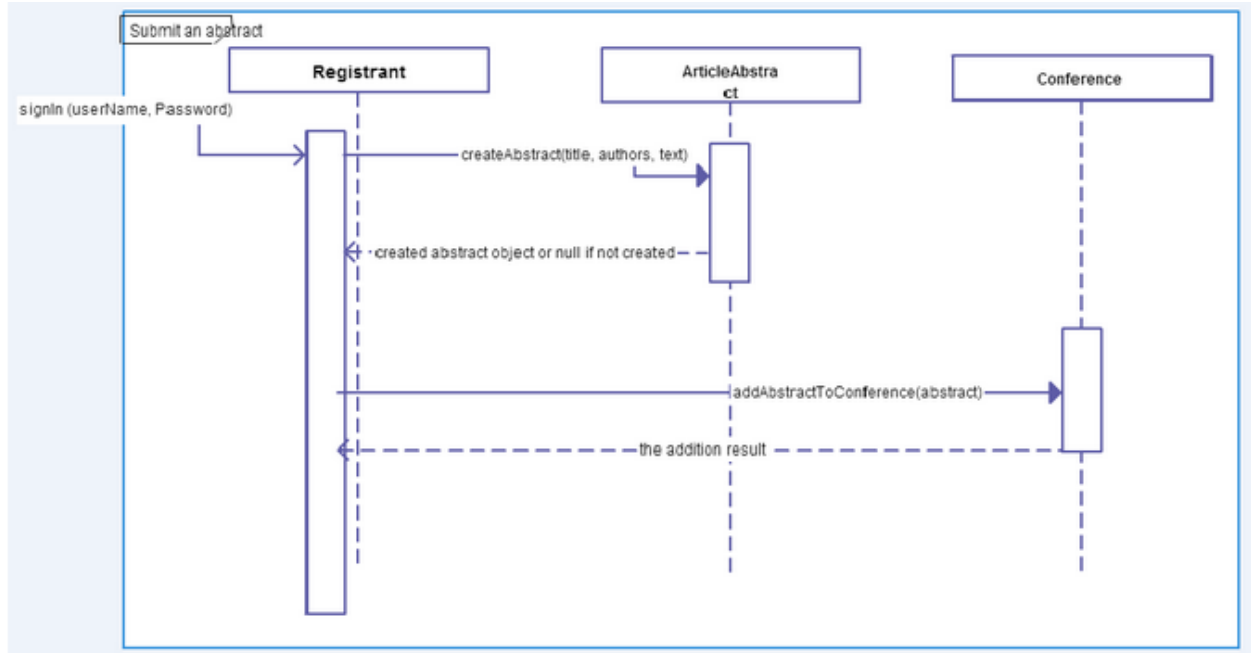 Submit an abstract
Registrant
ArticleAbstra
ct
Conference
signIn (userName, Password)
createAbstract(title, authors, text)
created abstract object or null if not created
addAbstractToConference(abstract)
the addition result